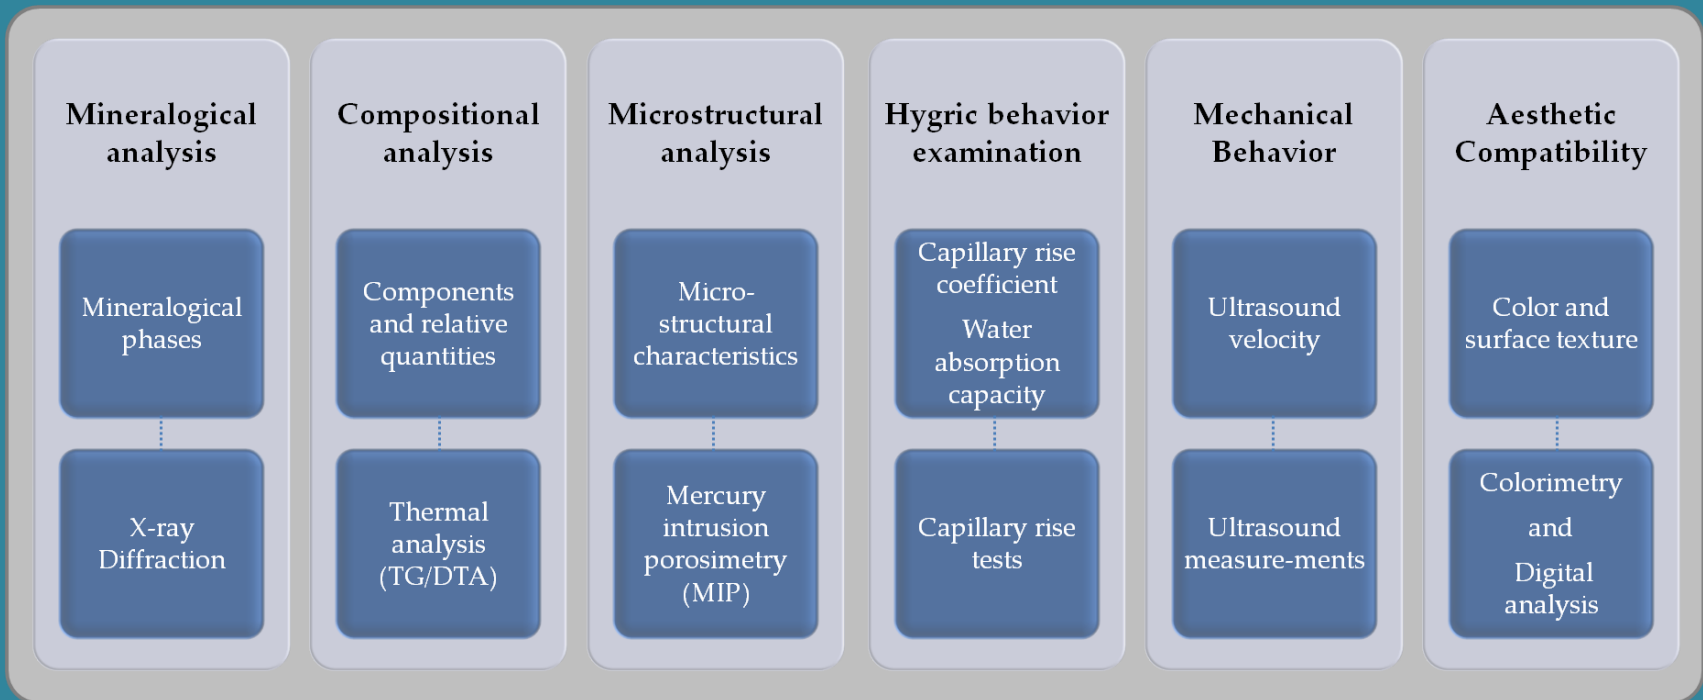 Mineralogical
analysis
Mineralogical
phases
X-ray
Diffraction
Compositional
analysis
Components
and relative
quantities
Thermal
analysis
(TG/DTA)
Microstructural
analysis
Micro-
structural
characteristics
Mercury
intrusion
porosimetry
(MIP)
Hygric behavior
examination
Capillary rise
coefficient
Water
absorption
capacity
Capillary rise
tests
Mechanical
Behavior
Ultrasound
velocity
Ultrasound
measure-ments
Aesthetic
Compatibility
Color and
surface texture
Colorimetry
and
Digital
analysis